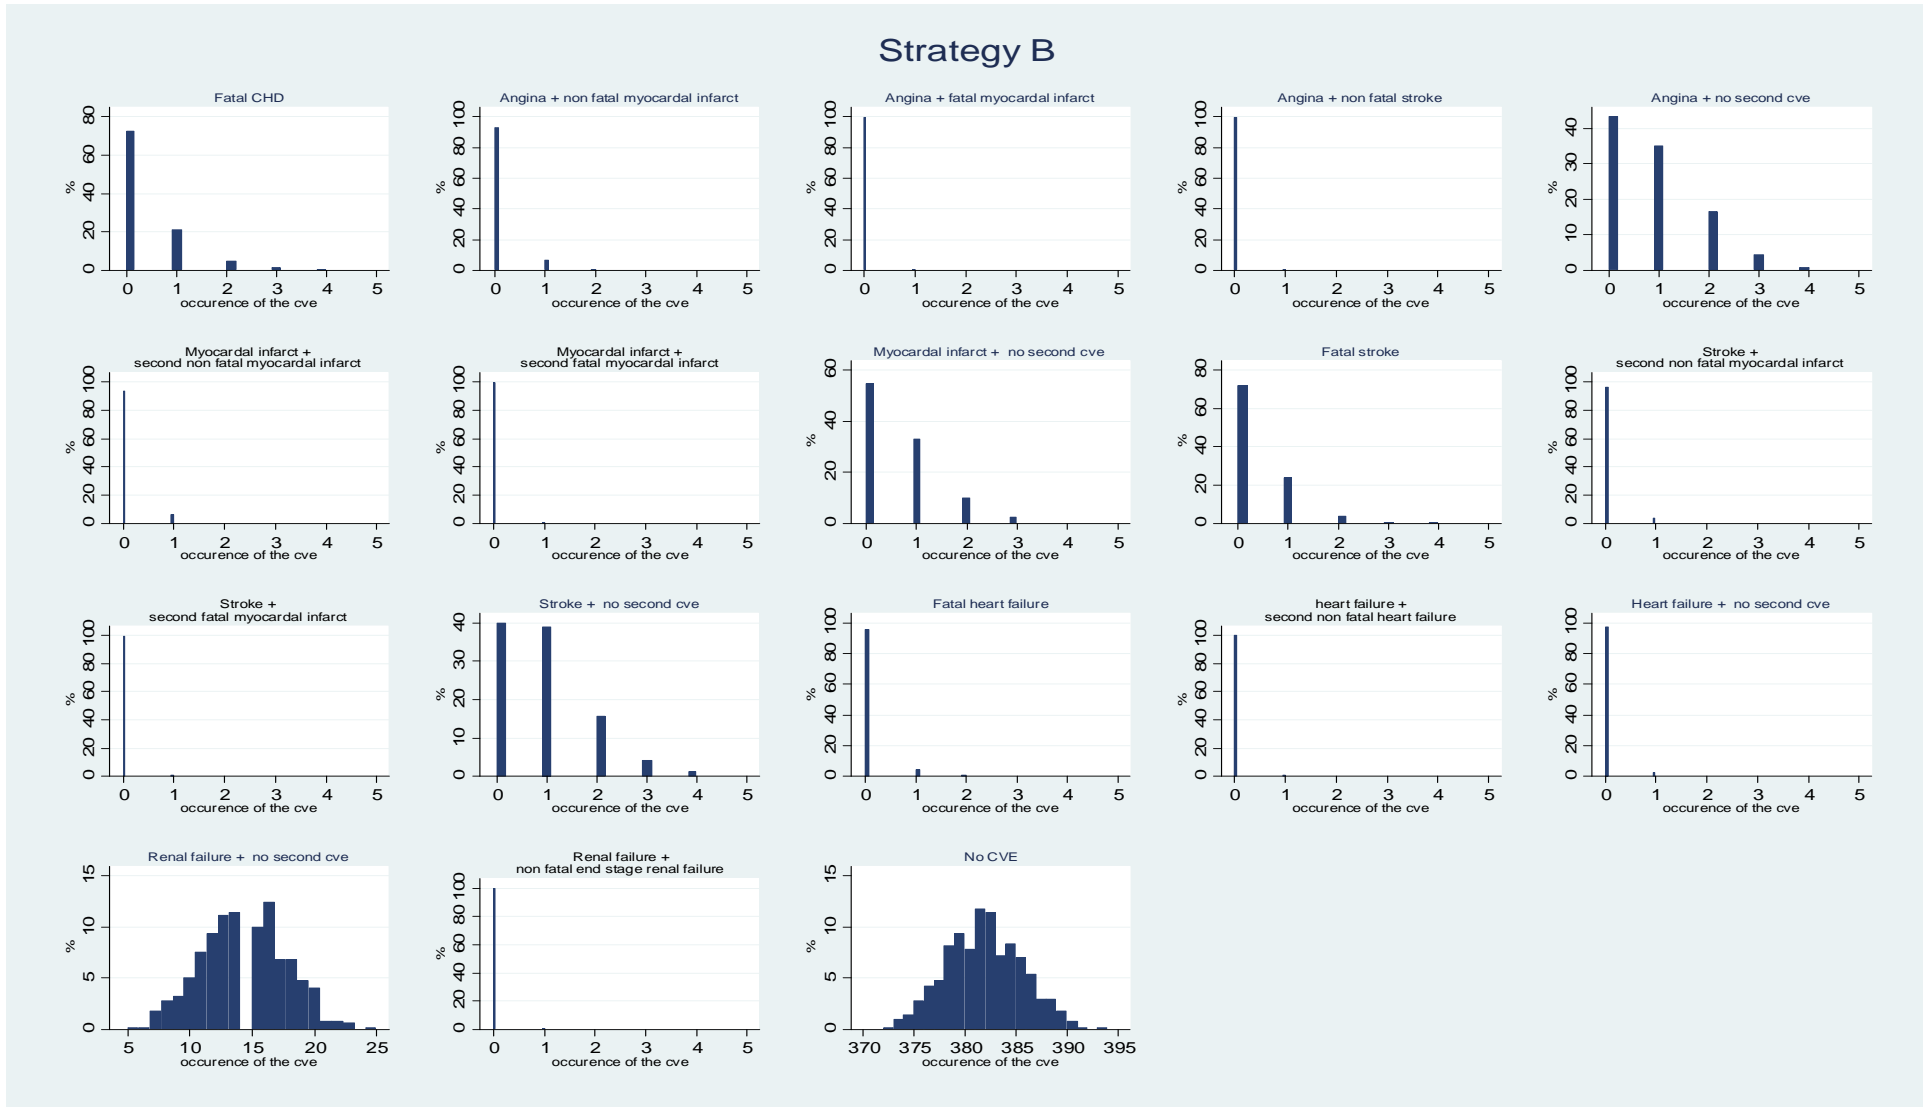 Strategy B
Fatal CHD
%
0 20 40 60 80
0 1 2 3 4 5
occurence of the cve
Angina + non fatal myocardal infarct
%
0 20 40 60 80 100
0 1 2 3 4 5
occurence of the cve
Angina + fatal myocardal infarct
%
0 20 40 60 80 100
0 1 2 3 4 5
occurence of the cve
Angina + non fatal stroke
%
0 20 40 60 80 100
0 1 2 3 4 5
occurence of the cve
Angina + no second cve
%
0 10 20 30 40
0 1 2 3 4 5
occurence of the cve
Myocardal infarct +
second non fatal myocardal infarct
%
0 20 40 60 80 100
0 1 2 3 4 5
occurence of the cve
Myocardal infarct +
second fatal myocardal infarct
%
0 20 40 60 80 100
0 1 2 3 4 5
occurence of the cve
Myocardal infarct + no second cve
%
0 20 40 60
0 1 2 3 4 5
occurence of the cve
Fatal stroke
%
0 20 40 60 80
0 1 2 3 4 5
occurence of the cve
Stroke +
second non fatal myocardal infarct
%
0 20 40 60 80 100
0 1 2 3 4 5
occurence of the cve
Stroke +
second fatal myocardal infarct
%
0 20 40 60 80 100
0 1 2 3 4 5
occurence of the cve
Stroke + no second cve
%
0 10 20 30 40
0 1 2 3 4 5
occurence of the cve
Fatal heart failure
%
0 20 40 60 80 100
0 1 2 3 4 5
occurence of the cve
heart failure +
second non fatal heart failure
%
0 20 40 60 80 100
0 1 2 3 4 5
occurence of the cve
Heart failure + no second cve
%
0 20 40 60 80 100
0 1 2 3 4 5
occurence of the cve
Renal failure + no second cve
%
0 5 10 15
5 10 15 20 25
occurence of the cve
Renal failure +
non fatal end stage renal failure
%
0 20 40 60 80 100
0 1 2 3 4 5
occurence of the cve
No CVE
%
0 5 10 15
370 375 380 385 390 395
occurence of the cve